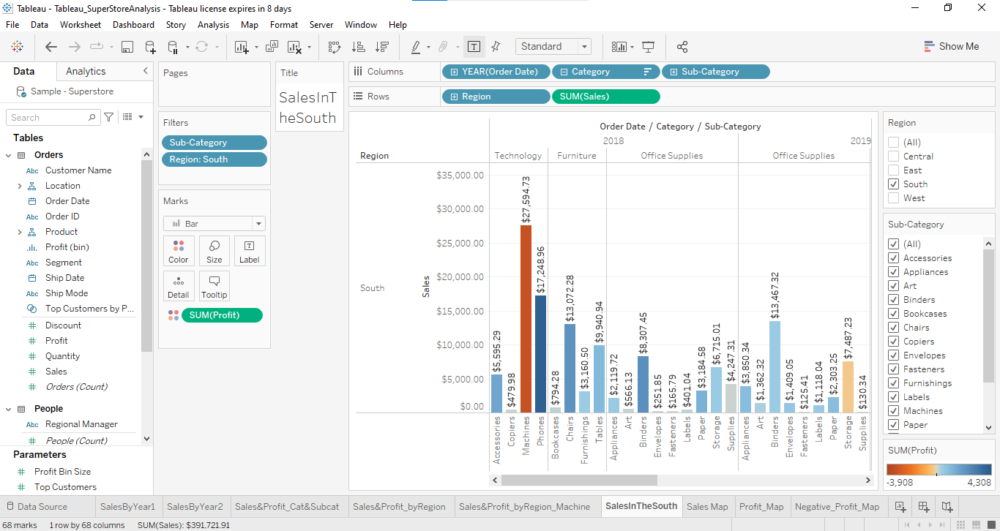 Tableau - Tableau_SuperStoreAnalysis - Tableau license expires in 8 days
File Data Worksheet Dashboard Story Analysis Map Format Server Window Help
Standard
Show Me
Data Analytics
Sample - Superstore
Search
Tables
Orders
Abc Customer Name
Location
Order Date
Abc Order ID
Product
Profit (bin)
Abc Segment
Ship Date
Abc Ship Mode
Top Customers by P...
Discount
Profit
Quantity
Sales
Orders (Count)
People
Abc Regional Manager
People (Count)
Parameters
Profit Bin Size
Top Customers
Pages
Filters
Sub-Category
Region: South
Marks
Bar
Color Size Label
Detail Tooltip
SUM(Profit)
Title
SalesInT
heSouth
Columns YEAR(Order Date) Category Sub-Category
Rows Region SUM(Sales)
Order Date / Category / Sub-Category
2018 2019
Region Technology Furniture Office Supplies Office Supplies
South
Sales
$35,000.00
$30,000.00
$25,000.00
$20,000.00
$15,000.00
$10,000.00
$5,000.00
$0.00
$5,595.29
$479.98
$27,594.73
$17,248.96
$794.28
$13,072.28
$3,160.50
$9,940.94
$2,119.72
$566.13
$8,307.45
$251.85
$165.79
$401.04
$3,184.58
$6,715.01
$4,247.31
$3,850.34
$1,362.32
$13,467.32
$1,409.05
$125.41
$1,118.04
$2,303.25
$7,487.23
$130.34
Accessories
Copiers
Machines
Phones
Bookcases
Chairs
Furnishings
Tables
Appliances
Art
Binders
Envelopes
Fasteners
Labels
Paper
Storage
Supplies
Appliances
Art
Binders
Envelopes
Fasteners
Labels
Paper
Storage
Supplies
Region
(All)
Central
East
South
West
Sub-Category
(All)
Accessories
Appliances
Art
Binders
Bookcases
Chairs
Copiers
Envelopes
Fasteners
Furnishings
Labels
Machines
Paper
SUM(Profit)
-3,908 4,308
Data Source SalesByYear1 SalesByYear2 Sales&Profit_Cat&Subcat Sales&Profit_byRegion Sales&Profit_byRegion_Machine SalesInTheSouth Sales Map Profit_Map Negative_Profit_Map
68 marks 1 row by 68 columns SUM(Sales): $391,721.91